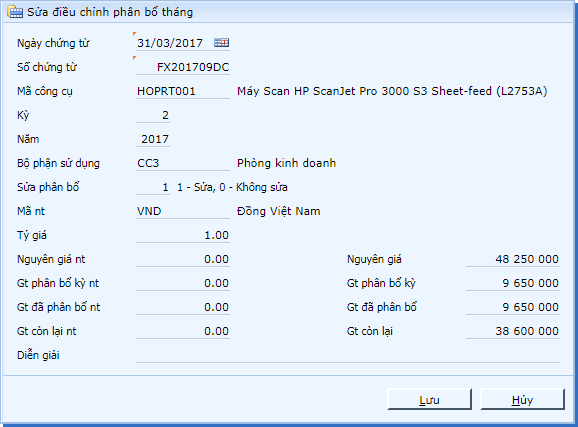 Sửa điều chỉnh phân bổ tháng
Ngày chứng từ 31/03/2017
Số chứng từ FX201709DC
Mã công cụ HOPRT001 Máy Scan HP ScanJet Pro 3000 S3 Sheet-feed (L2753A)
Kỳ 2
Năm 2017
Bộ phận sử dụng CC3 Phòng kinh doanh
Sửa phân bổ 1 1 - Sửa, 0 - Không sửa
Mã nt VND Đồng Việt Nam
Tỷ giá 1.00
Nguyên giá nt 0.00 Nguyên giá 48 250 000
Gt phân bổ kỳ nt 0.00 Gt phân bổ kỳ 9 650 000
Gt đã phân bổ nt 0.00 Gt đã phân bổ 9 650 000
Gt còn lại nt 0.00 Gt còn lại 38 600 000
Diễn giải
Lưu Hủy